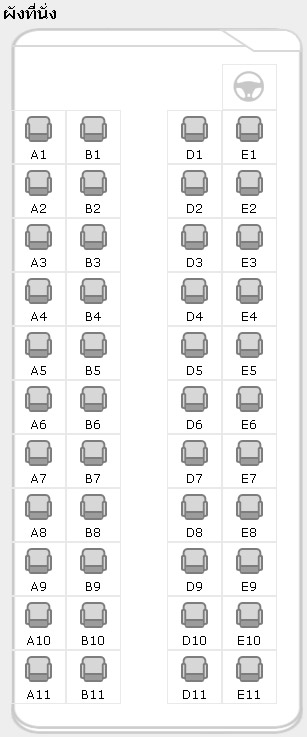 ผังที่นั่ง
A1 B1 D1 E1
A2 B2 D2 E2
A3 B3 D3 E3
A4 B4 D4 E4
A5 B5 D5 E5
A6 B6 D6 E6
A7 B7 D7 E7
A8 B8 D8 E8
A9 B9 D9 E9
A10 B10 D10 E10
A11 B11 D11 E11